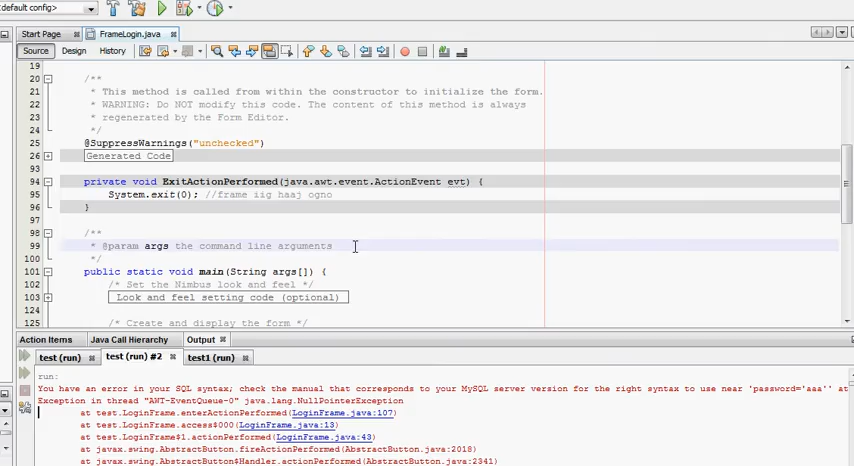 default config>
Start Page
FrameLogin.java
Source
Design
History
19
20 /**
21 * This method is called from within the constructor to initialize the form.
22 * WARNING: Do NOT modify this code. The content of this method is always
23 * regenerated by the Form Editor.
24 */
25 @SuppressWarnings("unchecked")
26 Generated Code
93
94 private void ExitActionPerformed(java.awt.event.ActionEvent evt) {
95 System.exit(0); //frame iig haaj ogno
96 }
97
98 /**
99 * @param args the command line arguments
100 */
101 public static void main(String args[]) {
102 /* Set the Nimbus look and feel */
103 Look and feel setting code (optional)
124
125 /* Create and display the form */
Action Items
Java Call Hierarchy
Output
test (run)
test (run) #2
test1 (run)
run:
You have an error in your SQL syntax; check the manual that corresponds to your MySQL server version for the right syntax to use near 'password='aaa'' at
Exception in thread "AWT-EventQueue-0" java.lang.NullPointerException
at test.LoginFrame.enterActionPerformed(LoginFrame.java:107)
at test.LoginFrame.access$000(LoginFrame.java:13)
at test.LoginFrame$1.actionPerformed(LoginFrame.java:43)
at javax.swing.AbstractButton.fireActionPerformed(AbstractButton.java:2018)
at javax.swing.AbstractButton$Handler.actionPerformed(AbstractButton.java:2341)